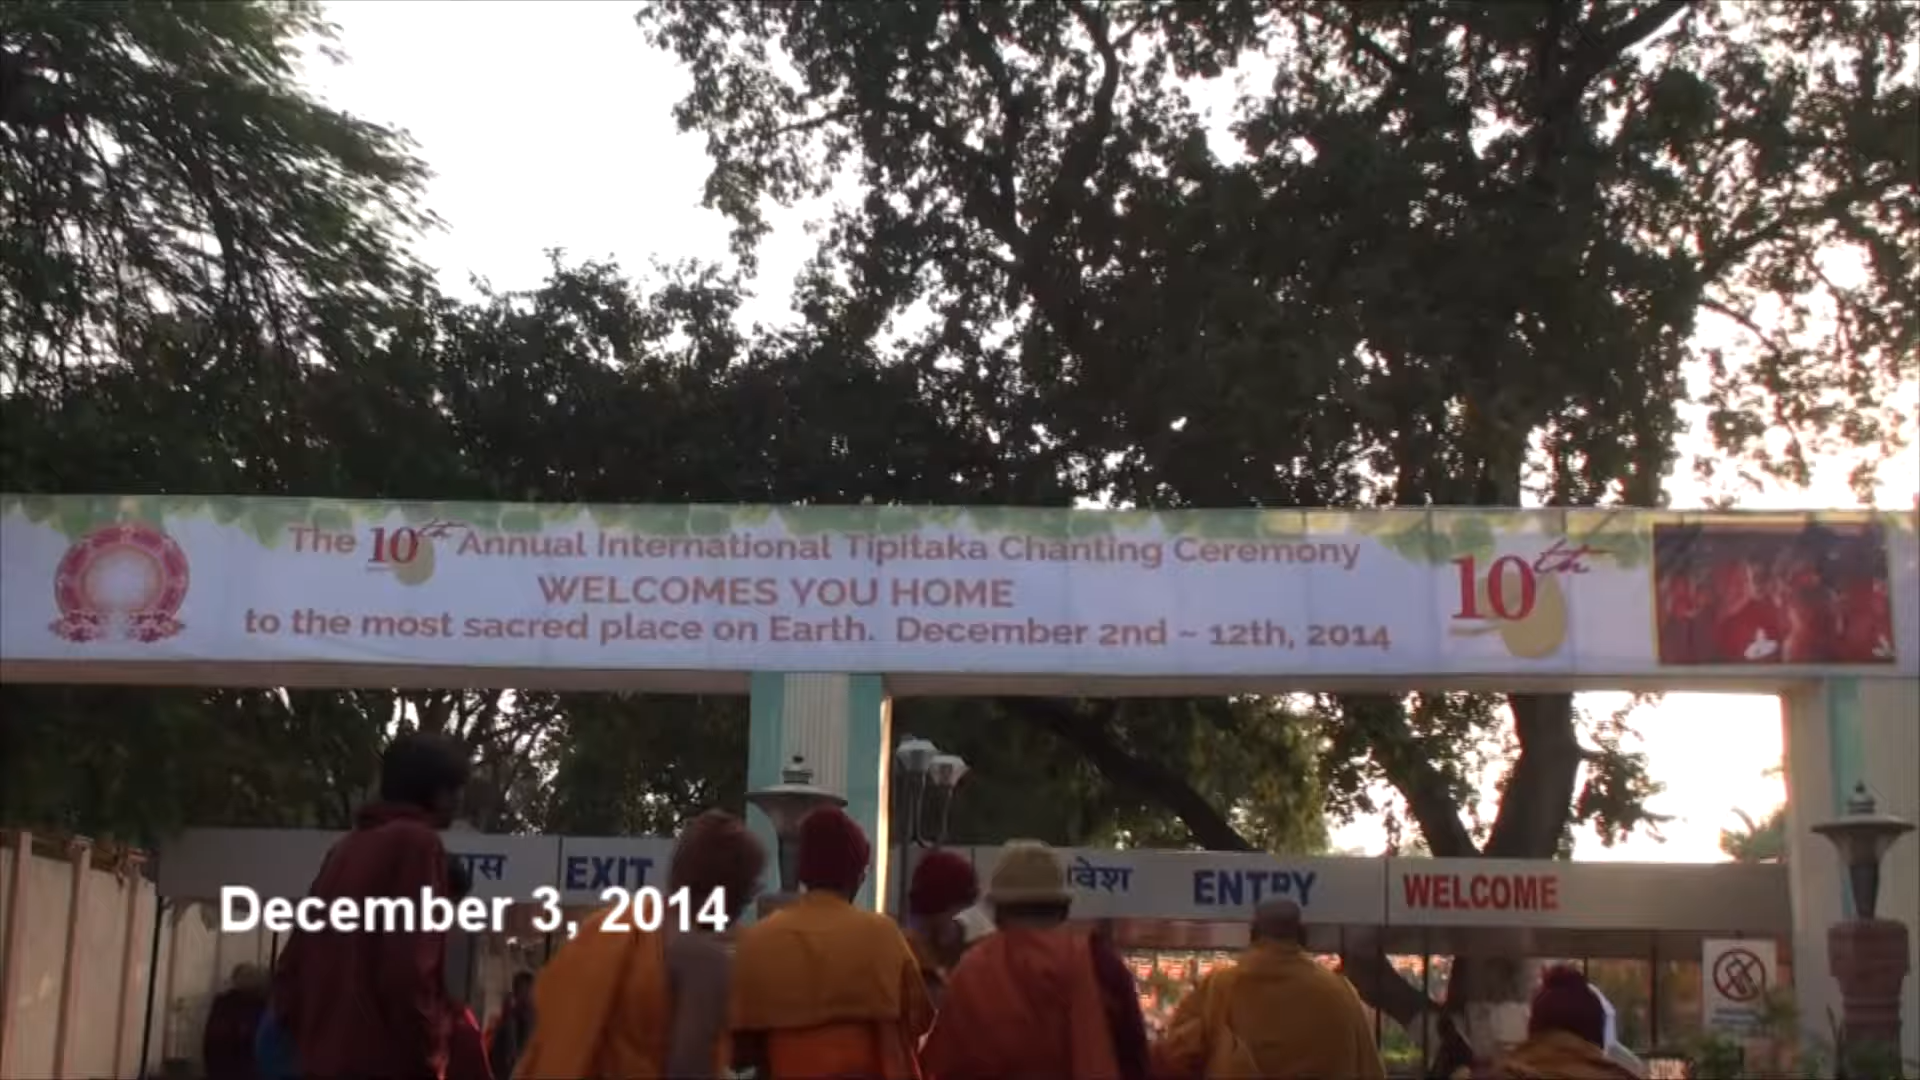 The 10th Annual International Tipitaka Chanting Ceremony
WELCOMES YOU HOME
to the most sacred place on Earth. December 2nd ~ 12th, 2014
10th
EXIT
ENTRY
WELCOME
December 3, 2014